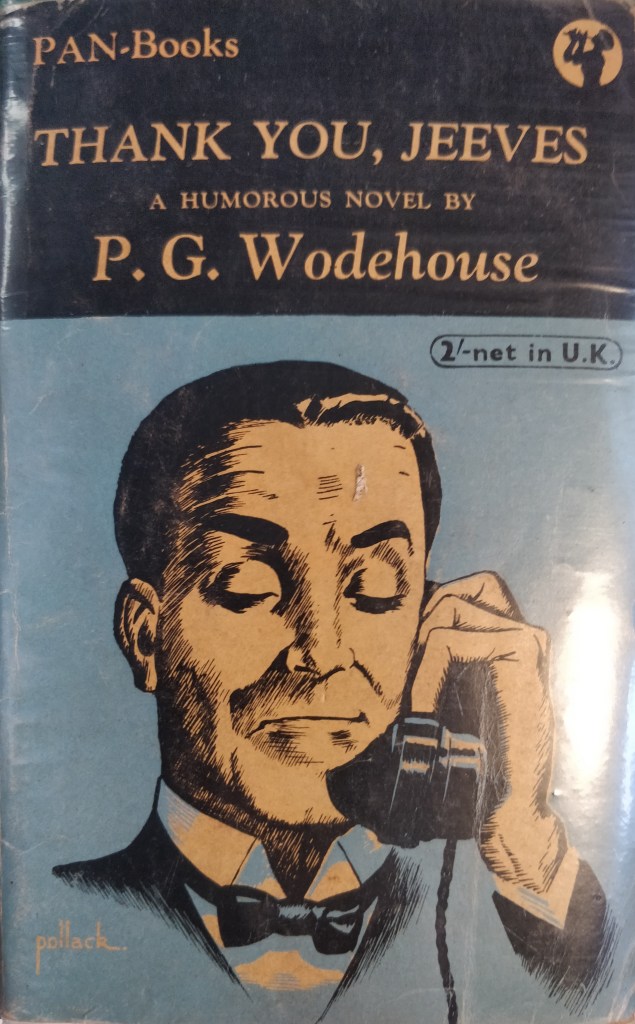 PAN-Books
THANK YOU, JEEVES
A HUMOROUS NOVEL BY
P. G. Wodehouse
2/-net in U.K.
pollack.